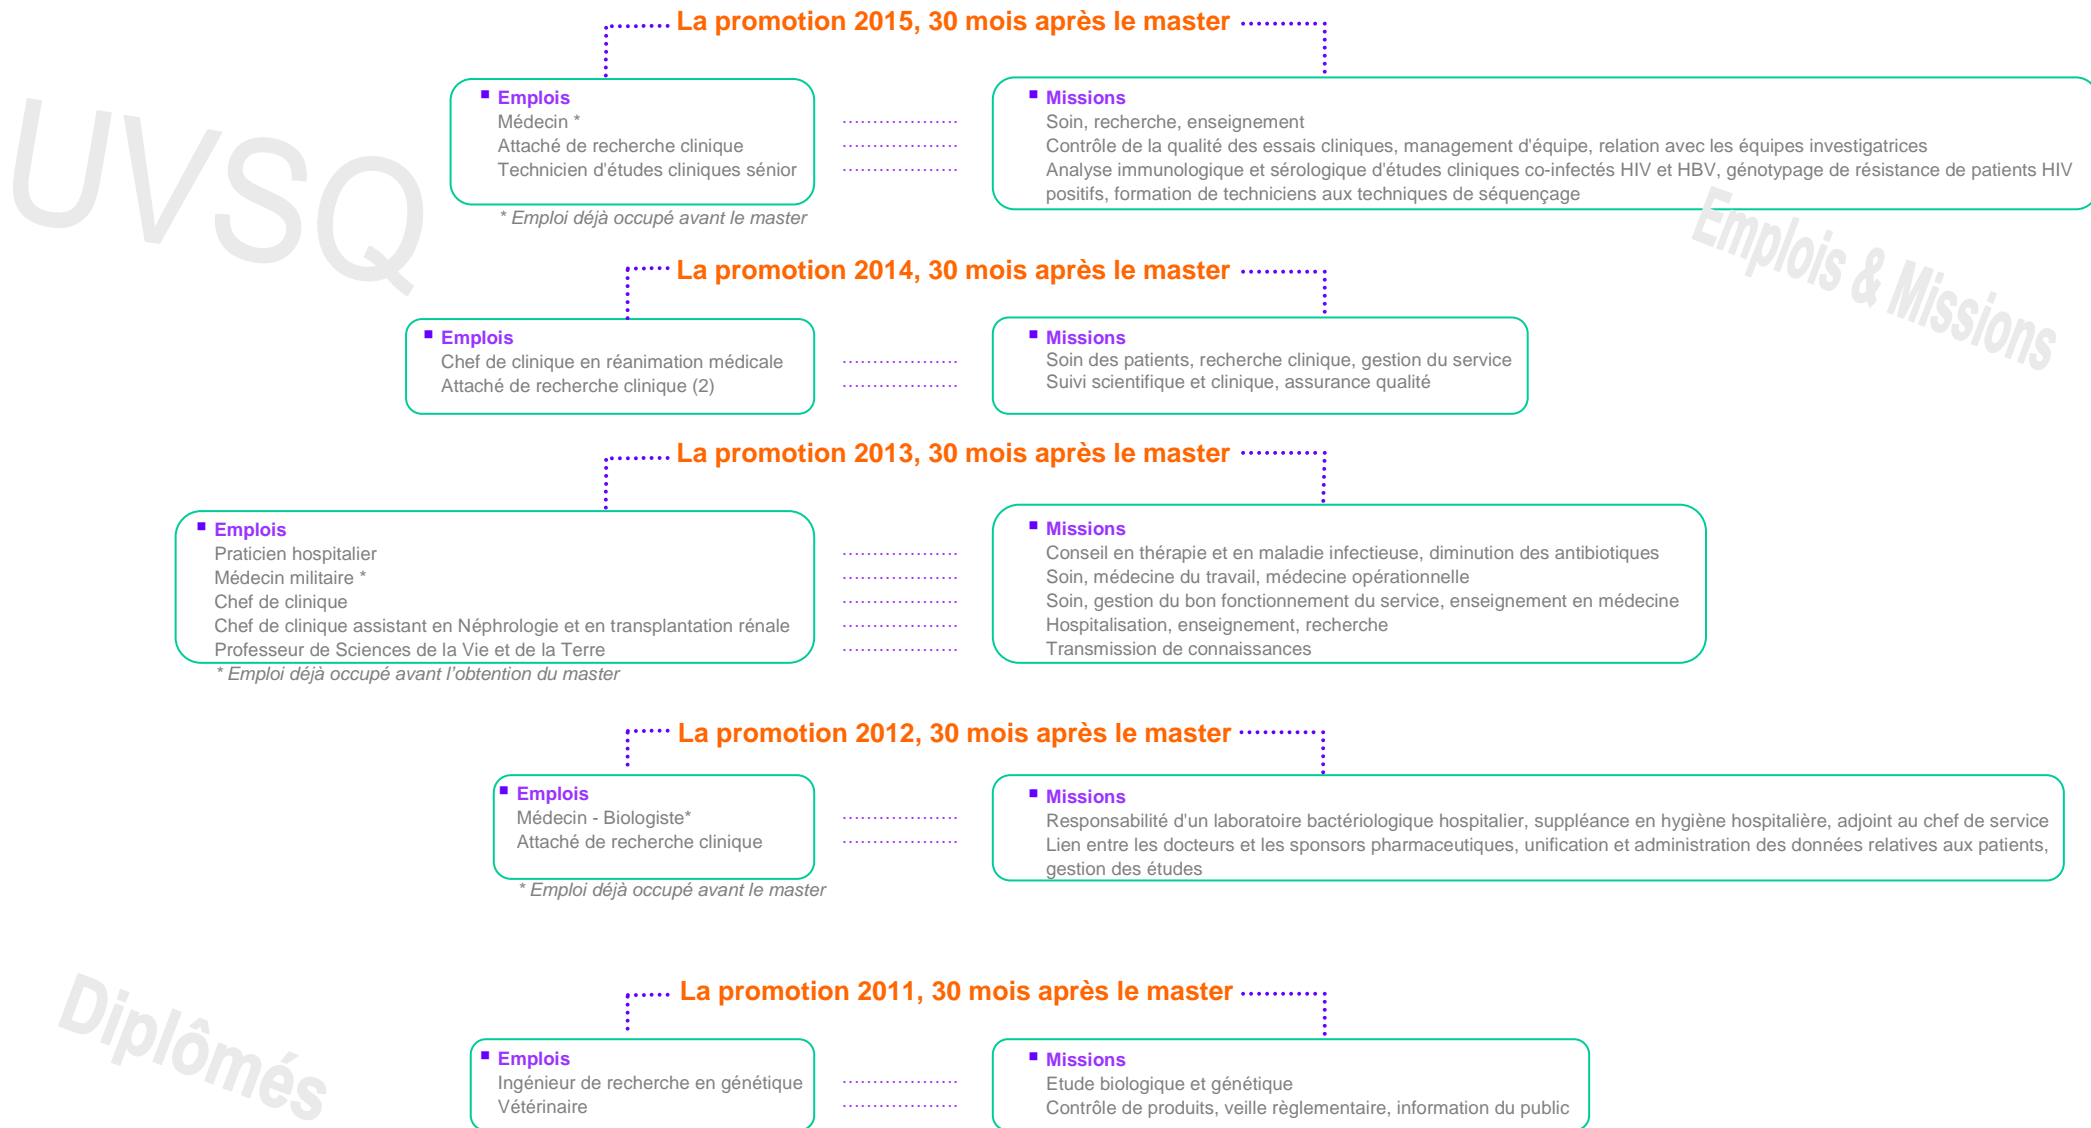 La promotion 2015, 30 mois après le master
UVSQ
Emplois
Médecin *
Attaché de recherche clinique
Technicien d'études cliniques sénior
* Emploi déjà occupé avant le master
Missions
Soin, recherche, enseignement
Contrôle de la qualité des essais cliniques, management d'équipe, relation avec les équipes investigatrices
Analyse immunologique et sérologique d'études cliniques co-infectés HIV et HBV, génotypage de résistance de patients HIV
positifs, formation de techniciens aux techniques de séquençage
Emplois & Missions
La promotion 2014, 30 mois après le master
Emplois
Chef de clinique en réanimation médicale
Attaché de recherche clinique (2)
Missions
Soin des patients, recherche clinique, gestion du service
Suivi scientifique et clinique, assurance qualité
La promotion 2013, 30 mois après le master
Emplois
Praticien hospitalier
Médecin militaire *
Chef de clinique
Chef de clinique assistant en Néphrologie et en transplantation rénale
Professeur de Sciences de la Vie et de la Terre
* Emploi déjà occupé avant l'obtention du master
Missions
Conseil en thérapie et en maladie infectieuse, diminution des antibiotiques
Soin, médecine du travail, médecine opérationnelle
Soin, gestion du bon fonctionnement du service, enseignement en médecine
Hospitalisation, enseignement, recherche
Transmission de connaissances
La promotion 2012, 30 mois après le master
Emplois
Médecin - Biologiste*
Attaché de recherche clinique
* Emploi déjà occupé avant le master
Missions
Responsabilité d'un laboratoire bactériologique hospitalier, suppléance en hygiène hospitalière, adjoint au chef de service
Lien entre les docteurs et les sponsors pharmaceutiques, unification et administration des données relatives aux patients,
gestion des études
La promotion 2011, 30 mois après le master
Diplômés
Emplois
Ingénieur de recherche en génétique
Vétérinaire
Missions
Etude biologique et génétique
Contrôle de produits, veille règlementaire, information du public